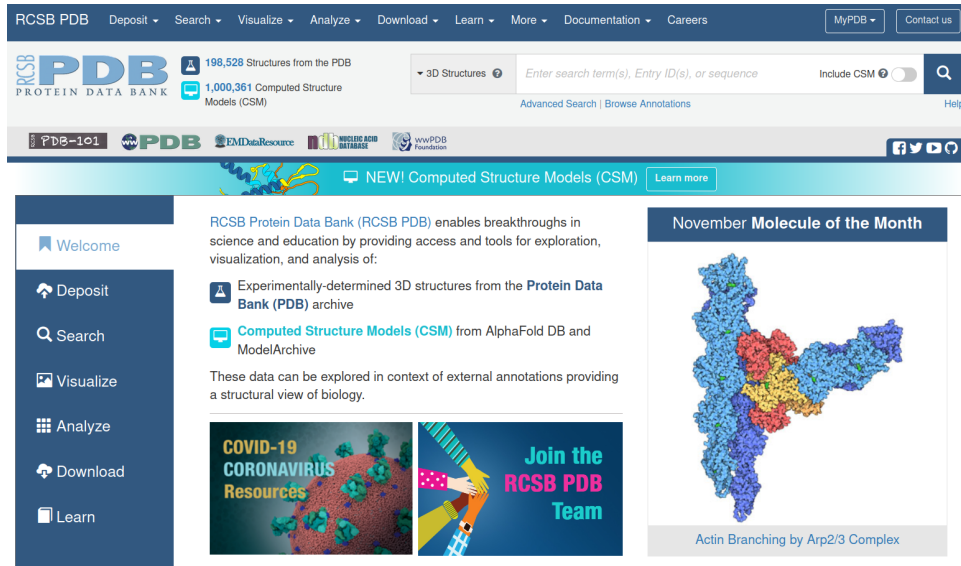 RCSB PDB Deposit Search Visualize Analyze Download Learn More Documentation Careers MyPDB Contact us
RCSB PDB
PROTEIN DATA BANK
198,528 Structures from the PDB
1,000,361 Computed Structure
Models (CSM)
3D Structures Enter search term(s), Entry ID(s), or sequence Include CSM
Advanced Search | Browse Annotations Help
RCSB PDB-101 WW PDB EMDataResource NUCLEIC ACID
DATABASE wwPDB
Foundation
NEW! Computed Structure Models (CSM) Learn more
Welcome
Deposit
Search
Visualize
Analyze
Download
Learn
RCSB Protein Data Bank (RCSB PDB) enables breakthroughs in
science and education by providing access and tools for exploration,
visualization, and analysis of:
Experimentally-determined 3D structures from the Protein Data
Bank (PDB) archive
Computed Structure Models (CSM) from AlphaFold DB and
ModelArchive
These data can be explored in context of external annotations providing
a structural view of biology.
COVID-19
CORONAVIRUS
Resources
Join the
RCSB PDB
Team
November Molecule of the Month
Actin Branching by Arp2/3 Complex